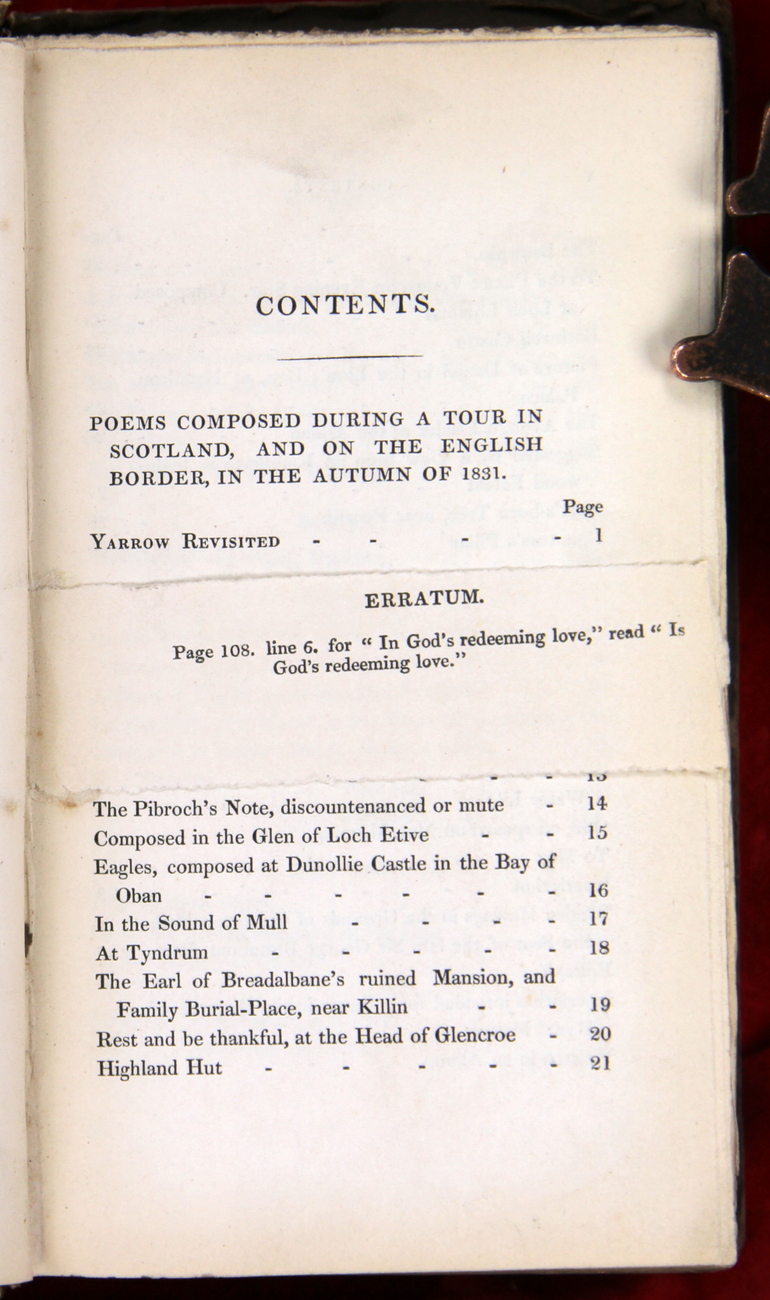 CONTENTS.
POEMS COMPOSED DURING A TOUR IN
SCOTLAND, AND ON THE ENGLISH
BORDER, IN THE AUTUMN OF 1831.
Page
YARROW REVISITED - - - - 1
ERRATUM.
Page 108. line 6. for “ In God's redeeming love,” read “ Is
God's redeeming love.”
The Pibroch's Note, discountenanced or mute - 14
Composed in the Glen of Loch Etive - - 15
Eagles, composed at Dunollie Castle in the Bay of
Oban - - - - - - 16
In the Sound of Mull - - - - 17
At Tyndrum - - - - - 18
The Earl of Breadalbane's ruined Mansion, and
Family Burial-Place, near Killin - - 19
Rest and be thankful, at the Head of Glencroe - 20
Highland Hut - - - - - 21